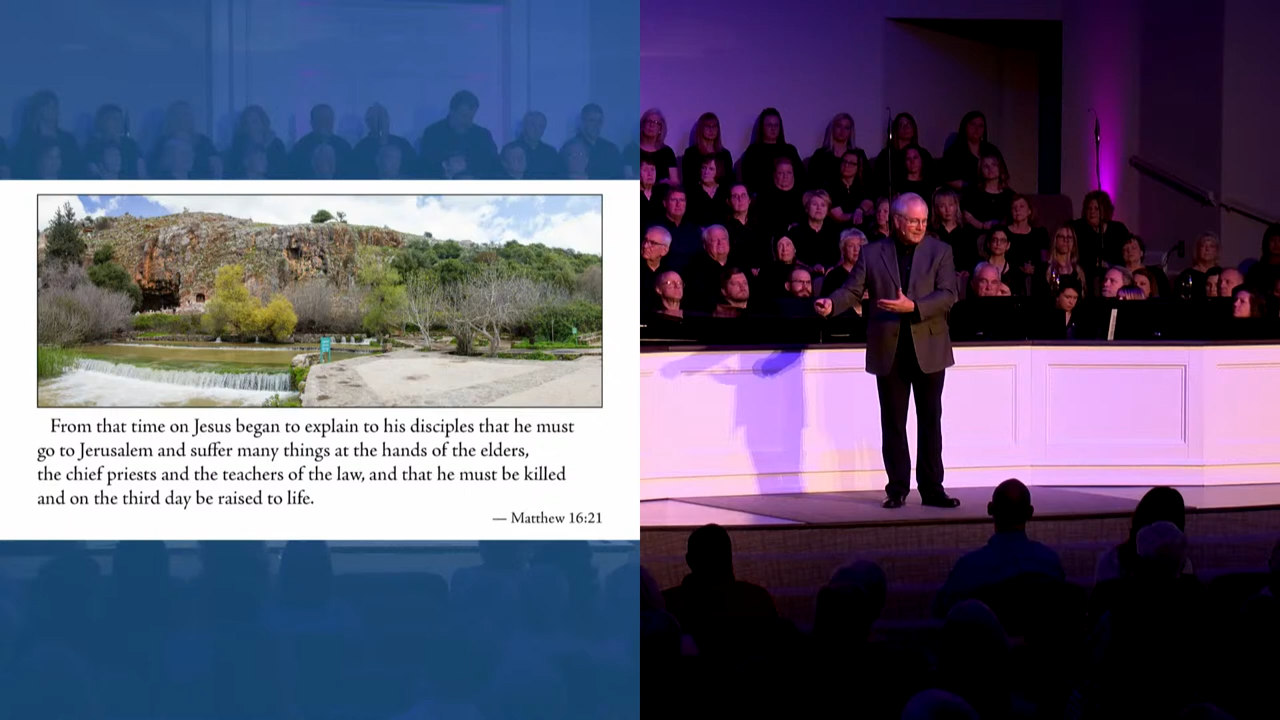 From that time on Jesus began to explain to his disciples that he must
go to Jerusalem and suffer many things at the hands of the elders,
the chief priests and the teachers of the law, and that he must be killed
and on the third day be raised to life.
— Matthew 16:21